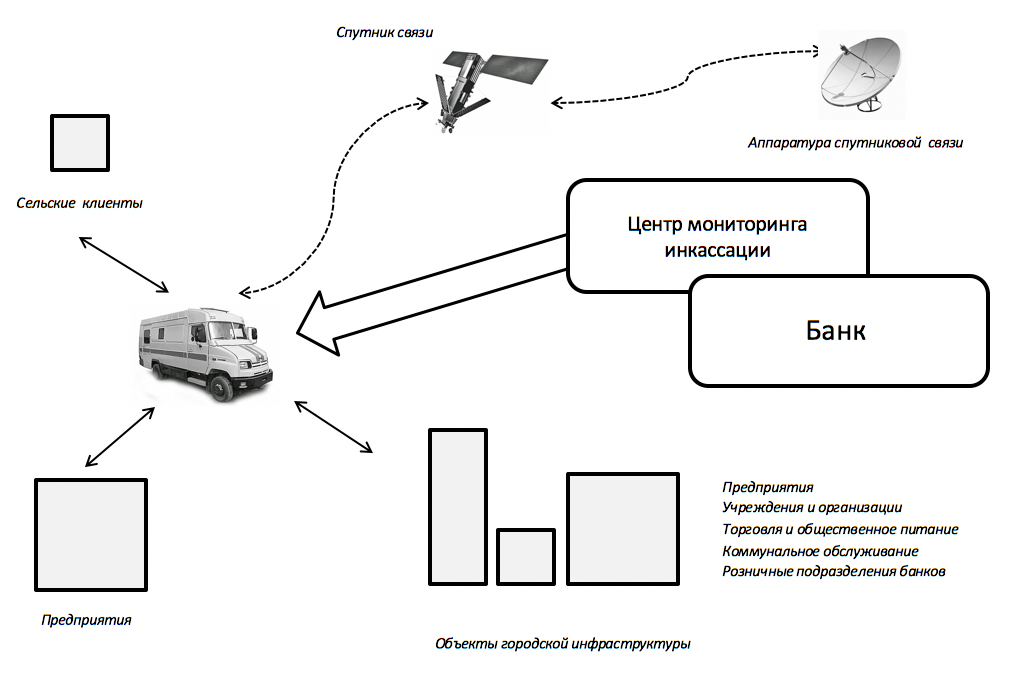 Спутник связи
Аппаратура спутниковой связи
Сельские клиенты
Центр мониторинга
инкассации
Банк
Предприятия
Учреждения и организации
Торговля и общественное питание
Коммунальное обслуживание
Розничные подразделения банков
Предприятия
Объекты городской инфраструктуры